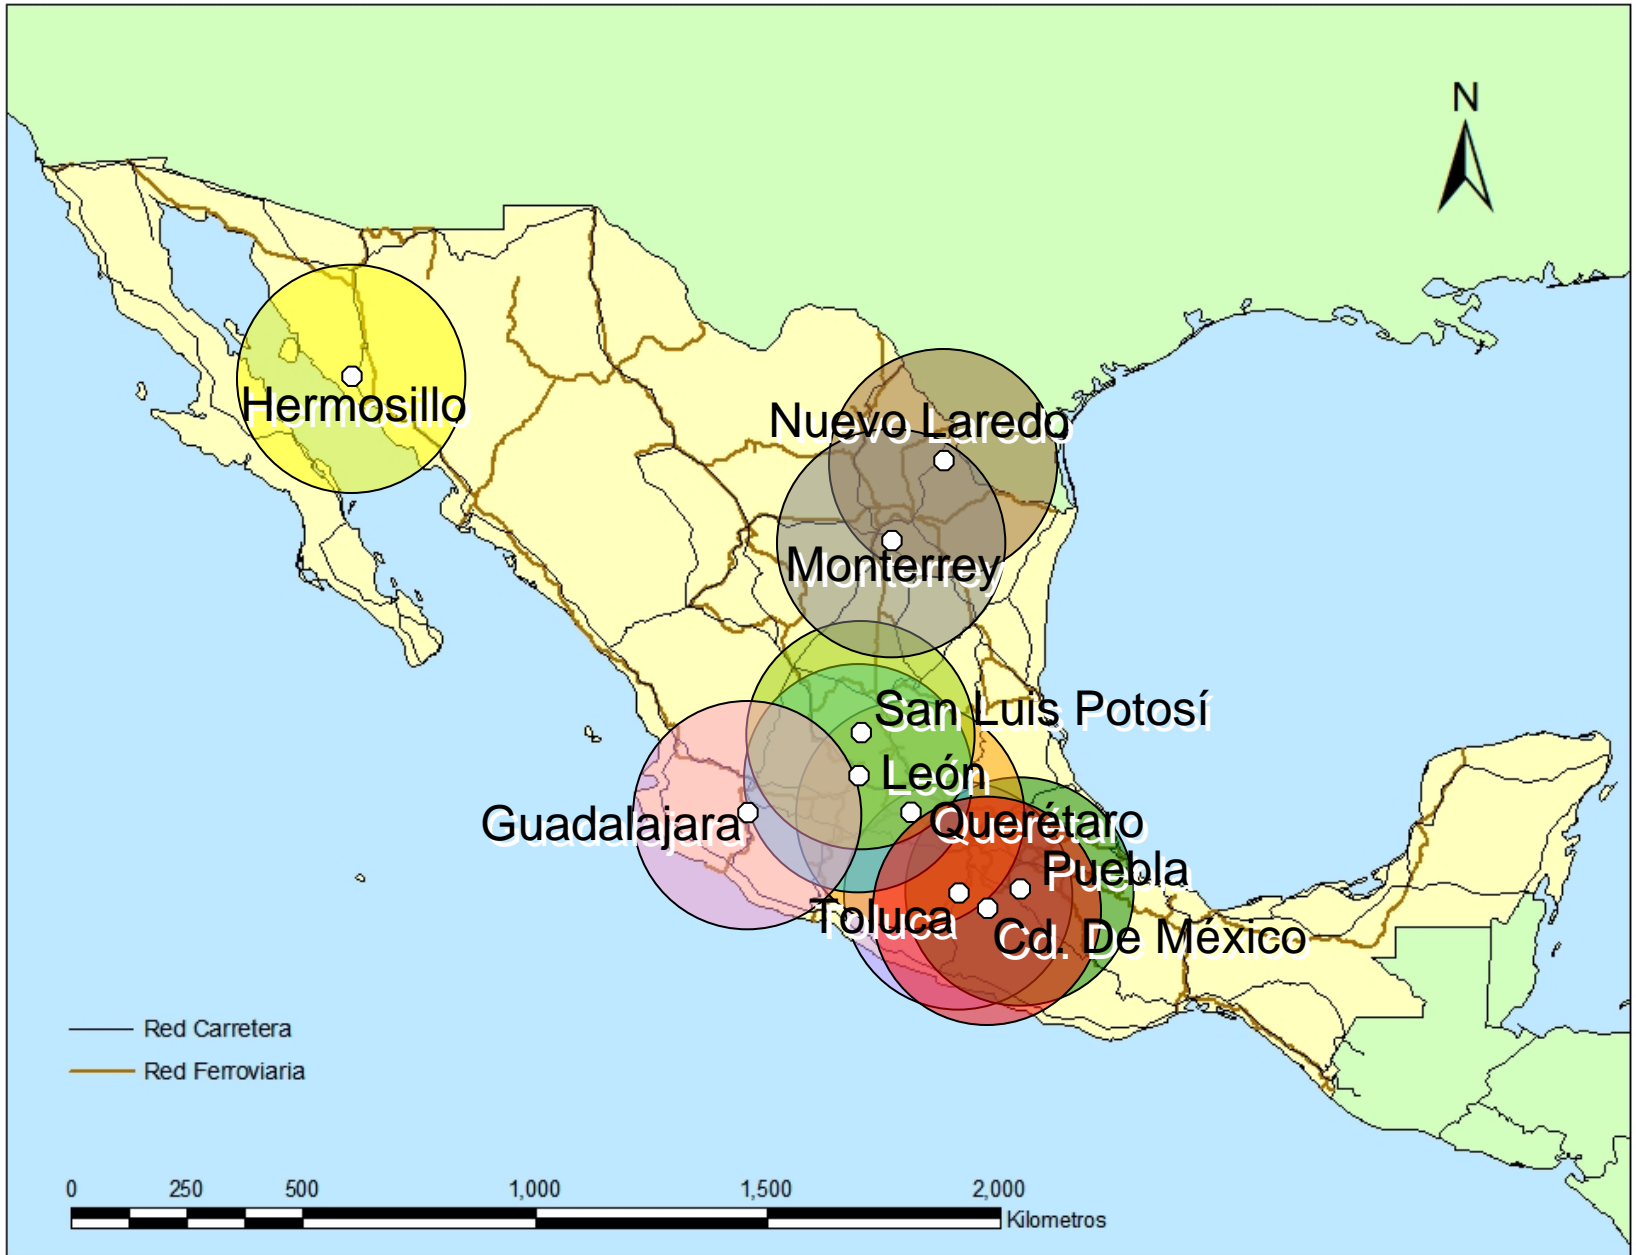 N
Hermosillo
Nuevo Laredo
Monterrey
San Luis Potosí
León
Guadalajara
Querétaro
Puebla
Toluca
Cd. De México
Red Carretera
Red Ferroviaria
0 250 500 1,000 1,500 2,000
Kilometros